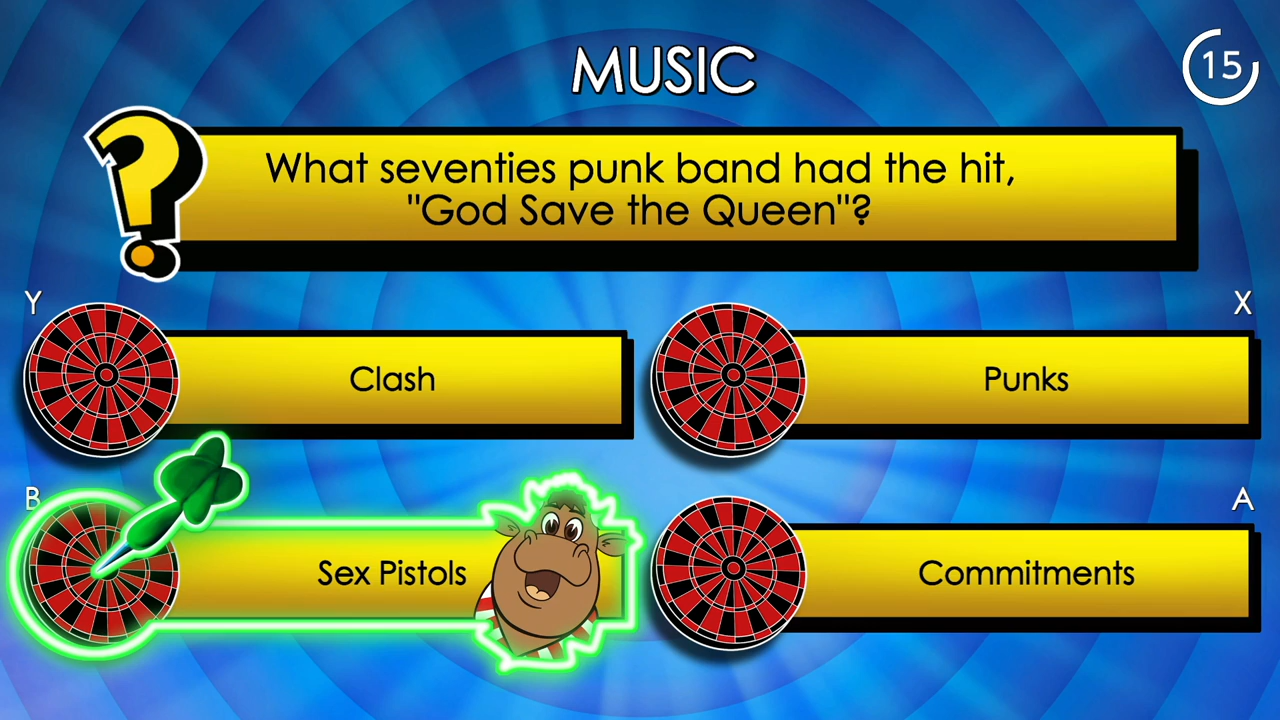 MUSIC
15
What seventies punk band had the hit,
"God Save the Queen"?
Y
Clash
X
Punks
B
Sex Pistols
A
Commitments